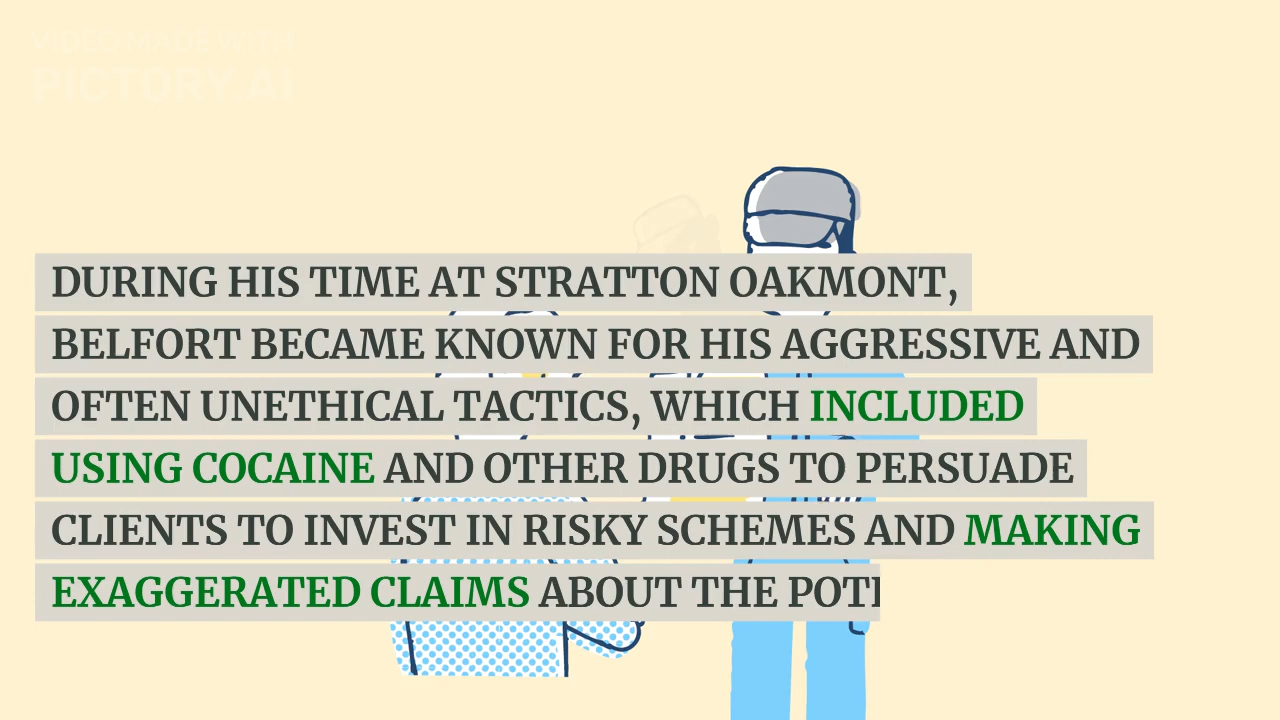 VIDEO MADE WITH
PICTORY.AI
DURING HIS TIME AT STRATTON OAKMONT,
BELFORT BECAME KNOWN FOR HIS AGGRESSIVE AND
OFTEN UNETHICAL TACTICS, WHICH INCLUDED
USING COCAINE AND OTHER DRUGS TO PERSUADE
CLIENTS TO INVEST IN RISKY SCHEMES AND MAKING
EXAGGERATED CLAIMS ABOUT THE